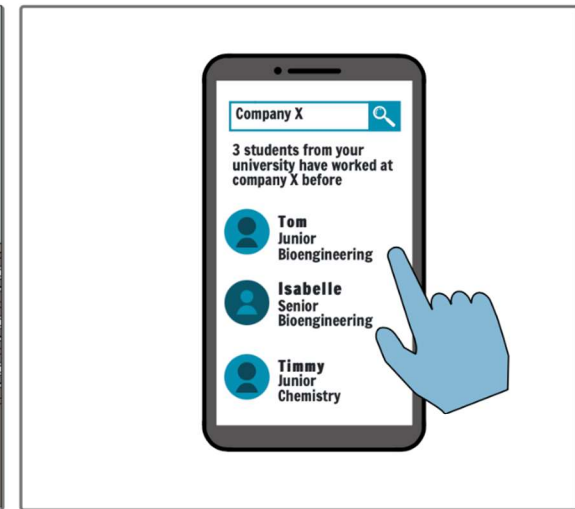 Company X
3 students from your
university have worked at
company X before
Tom
Junior
Bioengineering
Isabelle
Senior
Bioengineering
Timmy
Junior
Chemistry